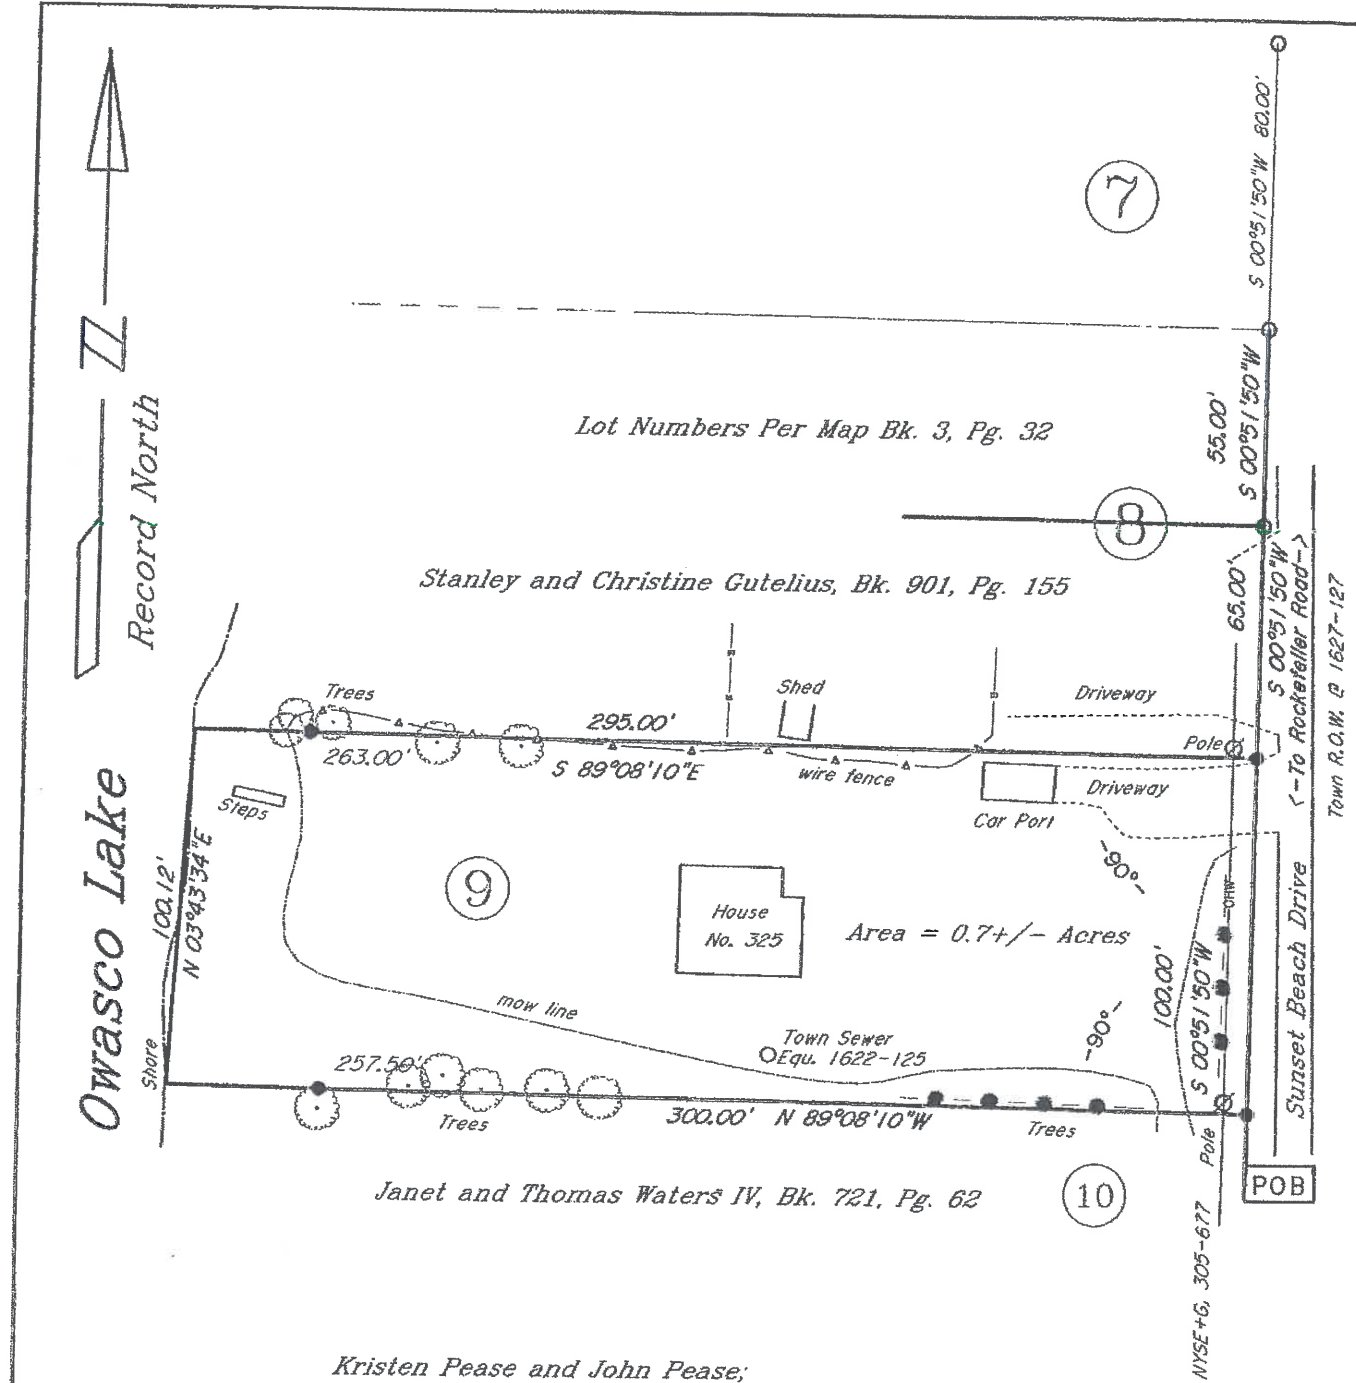 S 00°51'50"W 80.00'
7
Z
Record North
Lot Numbers Per Map Bk. 3, Pg. 32
55.00'
S 00°51'50"W
8
Stanley and Christine Gutelius, Bk. 901, Pg. 155
65.00'
S 00°51'50"W
<-To Rockefeller Road->
Town R.O.W. @ 1627-127
Trees
Shed
Driveway
295.00'
263.00'
S 89°08'10"E
wire fence
Pole
Driveway
Steps
Car Port
Owasco Lake
100.12'
N 03°43'34"E
9
-90°-
House
No. 325
Area = 0.7+/- Acres
OHW
100.00'
S 00°51'50"W
Sunset Beach Drive
mow line
Shore
Town Sewer
Equ. 1622-125
-90°-
257.50'
Trees
300.00' N 89°08'10"W
Trees
Pole
Janet and Thomas Waters IV, Bk. 721, Pg. 62
10
POB
NYSE+G, 305-677
Kristen Pease and John Pease;